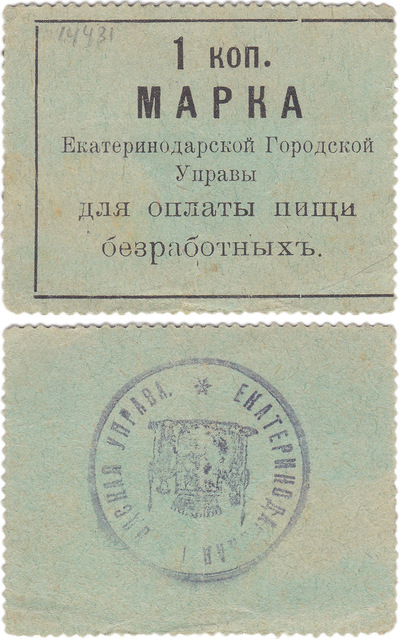 14431
1 коп.
МАРКА
Екатеринодарской Городской
Управы
для оплаты пищи
безработныхъ.
УПРАВА. * ЕКАТЕРИНОД